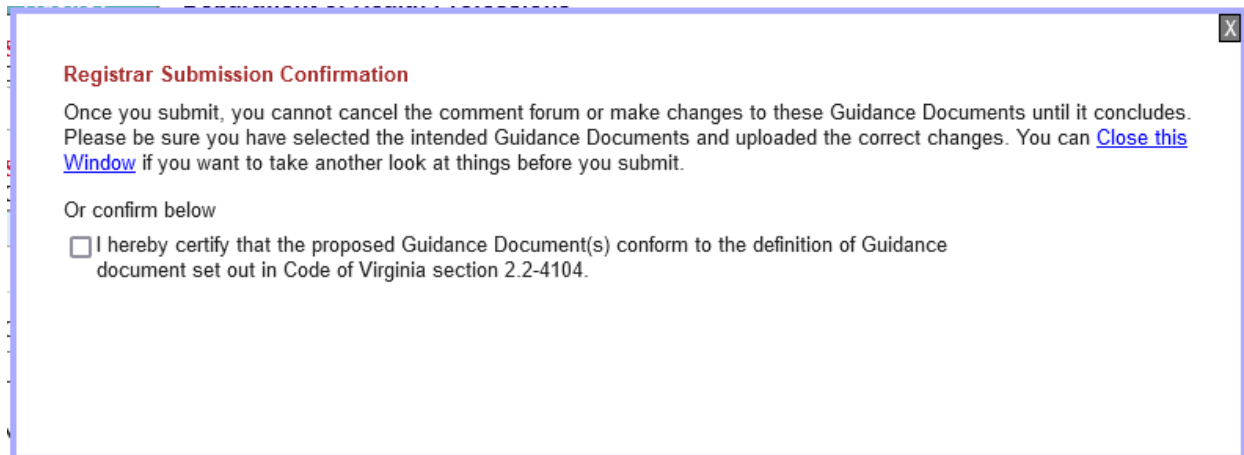 X
Registrar Submission Confirmation
Once you submit, you cannot cancel the comment forum or make changes to these Guidance Documents until it concludes.
Please be sure you have selected the intended Guidance Documents and uploaded the correct changes. You can Close this
Window if you want to take another look at things before you submit.
Or confirm below
I hereby certify that the proposed Guidance Document(s) conform to the definition of Guidance
document set out in Code of Virginia section 2.2-4104.